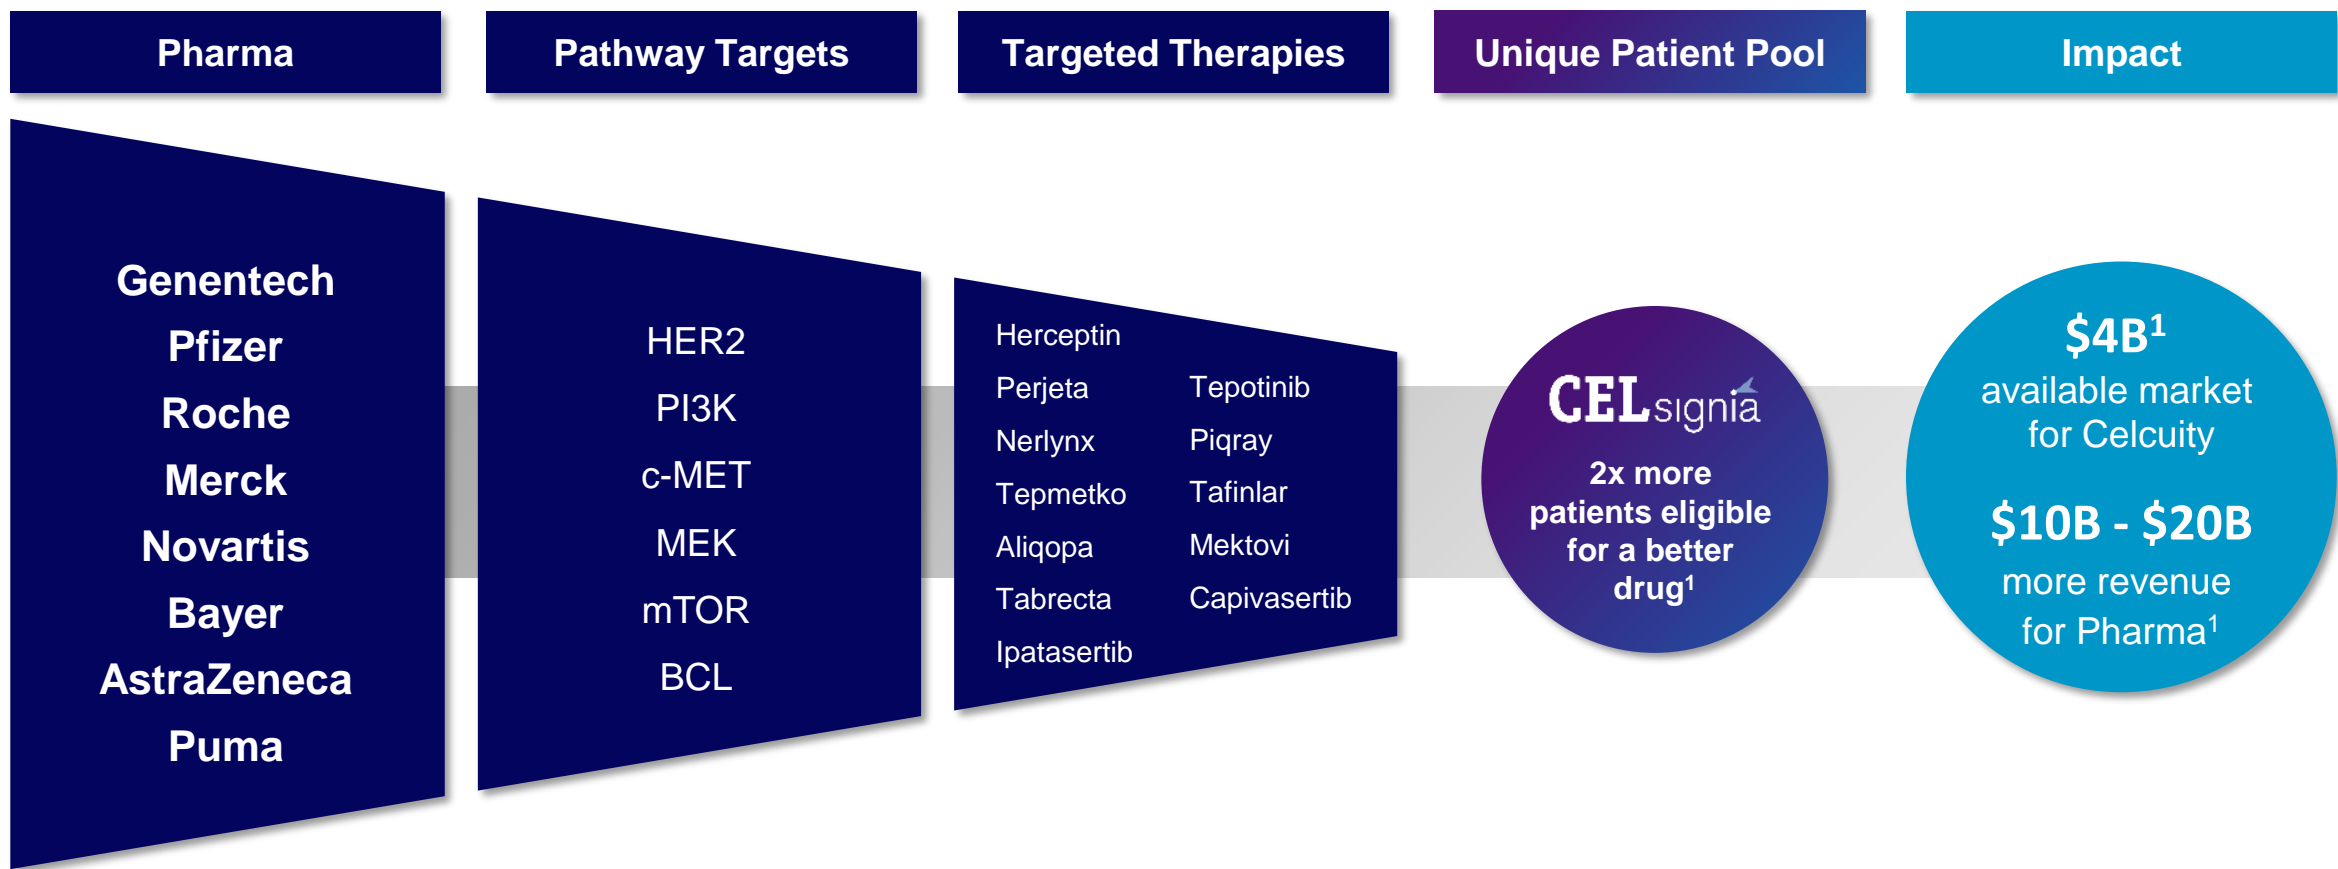 Pharma
Pathway Targets
Targeted Therapies
Unique Patient Pool
Impact
Genentech
Pfizer
Roche
Merck
Novartis
Bayer
AstraZeneca
Puma
HER2
PI3K
c-MET
MEK
mTOR
BCL
Herceptin
Perjeta
Nerlynx
Tepmetko
Aliqopa
Tabrecta
Ipatasertib
Tepotinib
Piqray
Tafinlar
Mektovi
Capivasertib
CELsignia
2x more
patients eligible
for a better
drug¹
$4B¹
available market
for Celcuity
$10B - $20B
more revenue
for Pharma¹